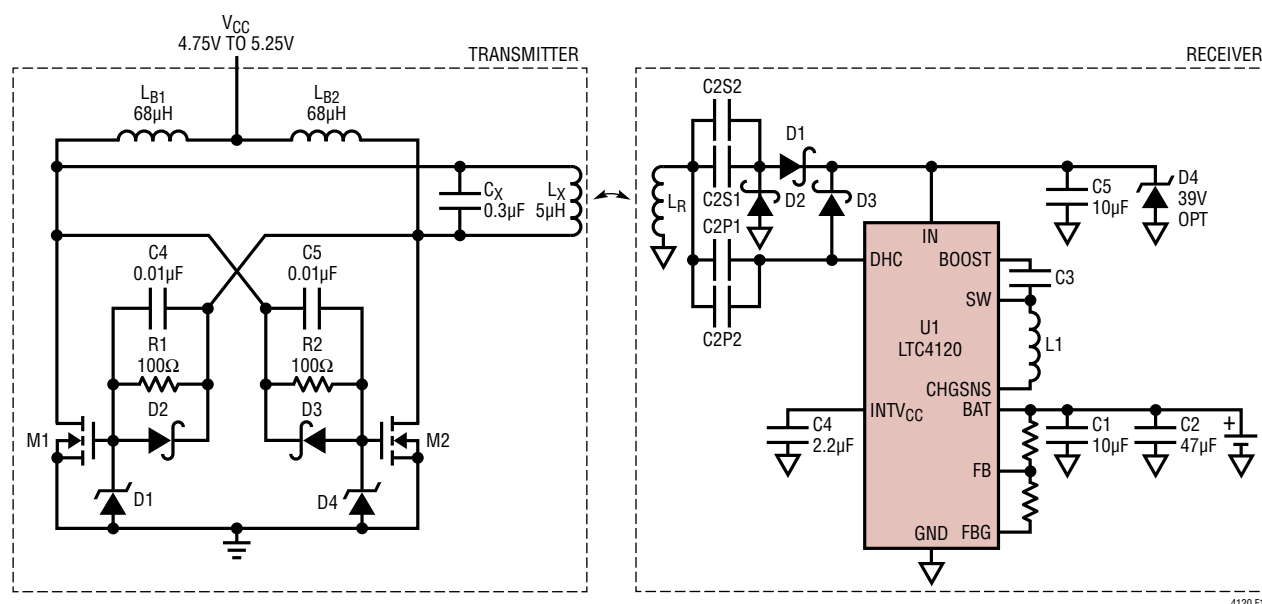 VCC
4.75V TO 5.25V
TRANSMITTER
LB1
68µH
LB2
68µH
CX
0.3µF
LX
5µH
C4
0.01µF
C5
0.01µF
R1
100Ω
R2
100Ω
D2
D3
M1
M2
D1
D4
RECEIVER
C2S2
D1
LR
C2S1
D2
D3
C5
10µF
D4
39V
OPT
C2P1
C2P2
IN
DHC
BOOST
C3
SW
U1
LTC4120
L1
CHGSNS
INTVCC
BAT
C4
2.2µF
C1
10µF
C2
47µF
+
FB
GND
FBG